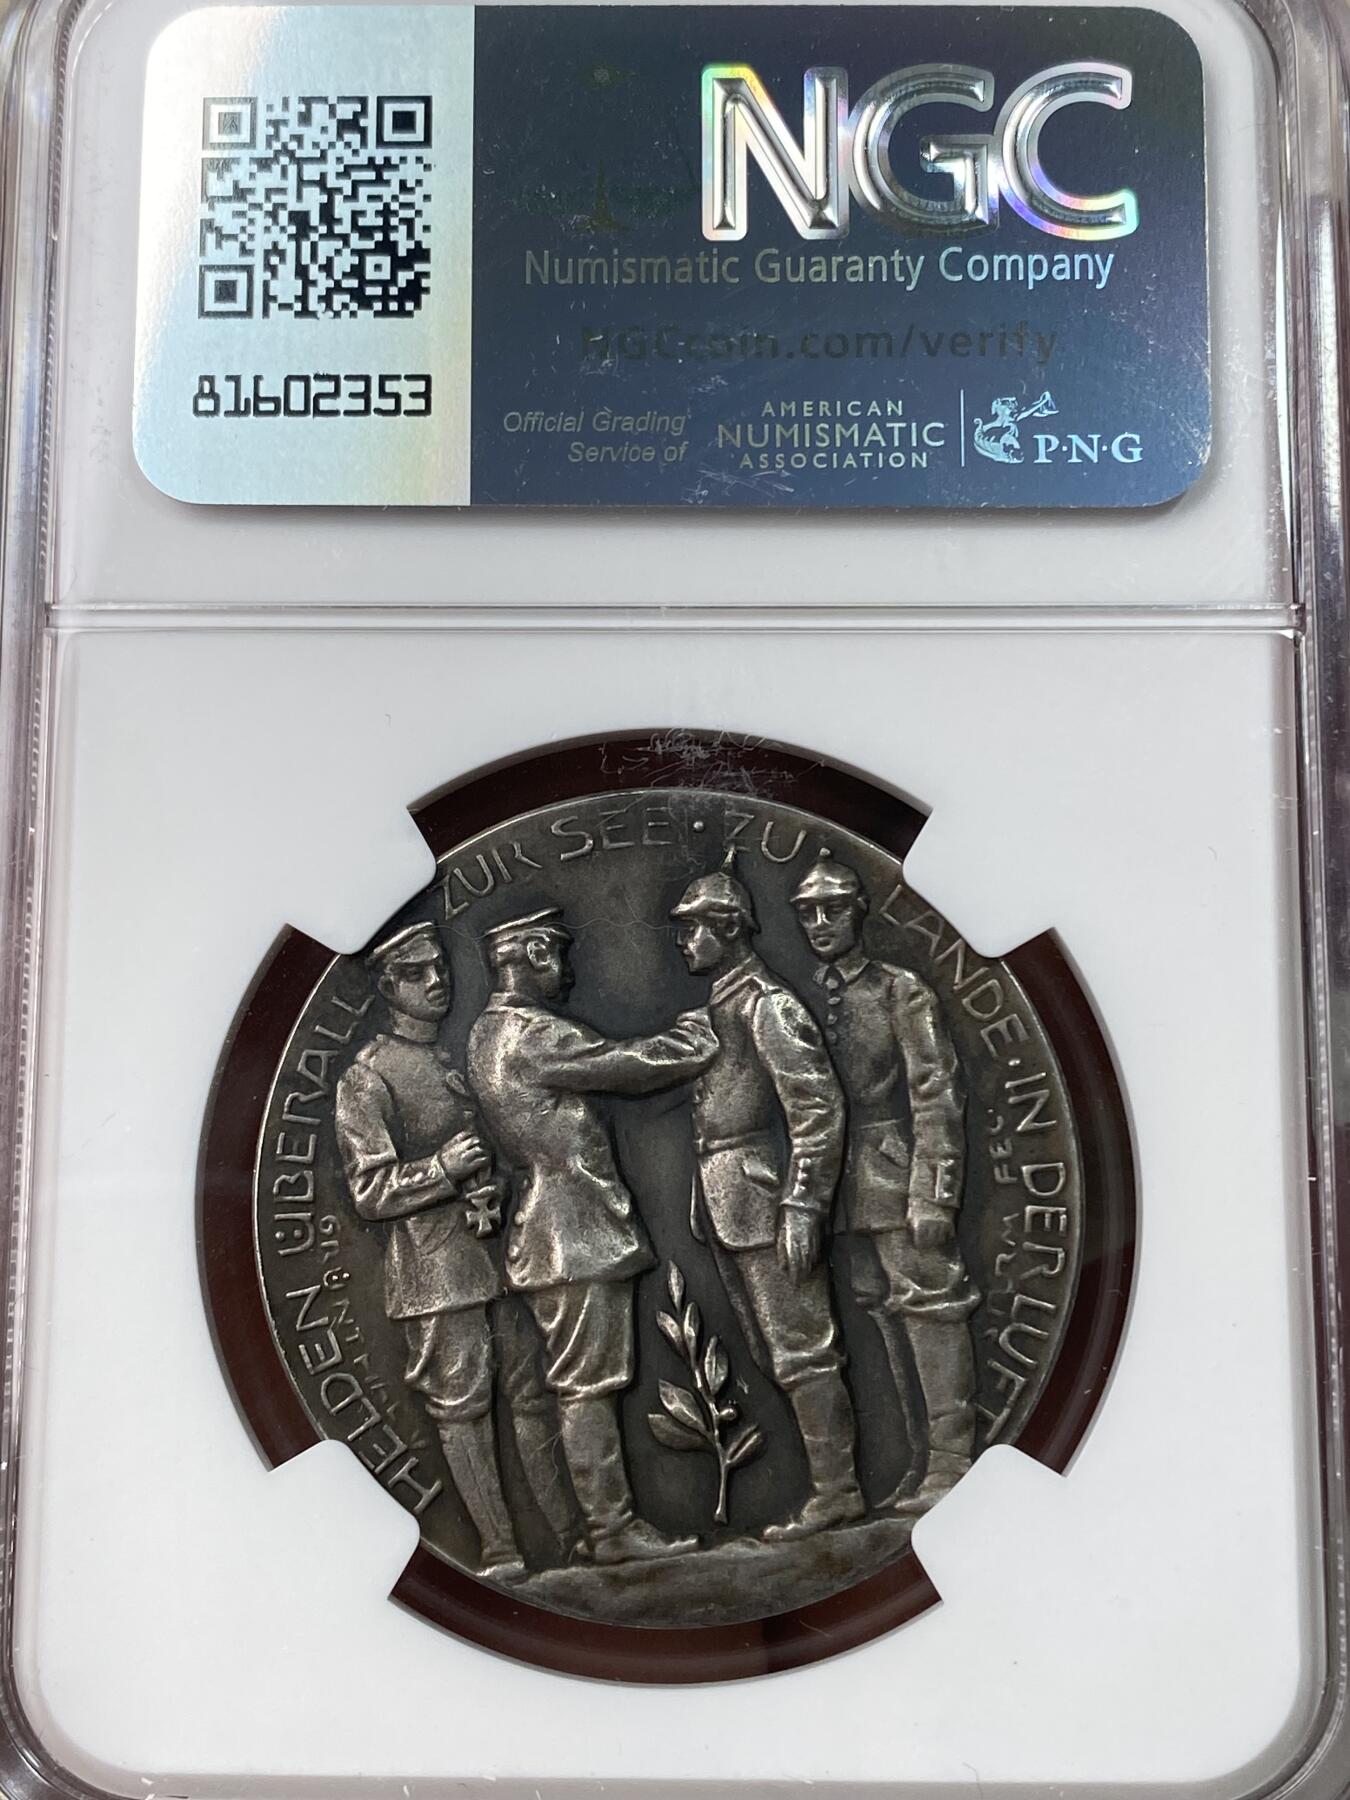 NGC
Numismatic Guaranty Company
NGCcoin.com/verify
81602353
Official Grading
Service of
AMERICAN
NUMISMATIC
ASSOCIATION
P·N·G
HELDEN ÜBERALL ZUR SEE · ZU LANDE · IN DER LUFT
FEC.